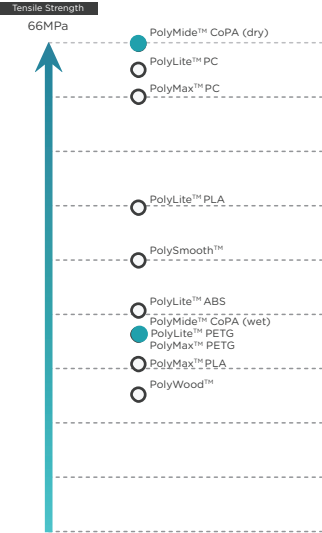 Tensile Strength
66MPa
PolyMide™ CoPA (dry)
PolyLite™ PC
PolyMax™ PC
PolyLite™ PLA
PolySmooth™
PolyLite™ ABS
PolyMide™ CoPA (wet)
PolyLite™ PETG
PolyMax™ PETG
PolyMax™ PLA
PolyWood™